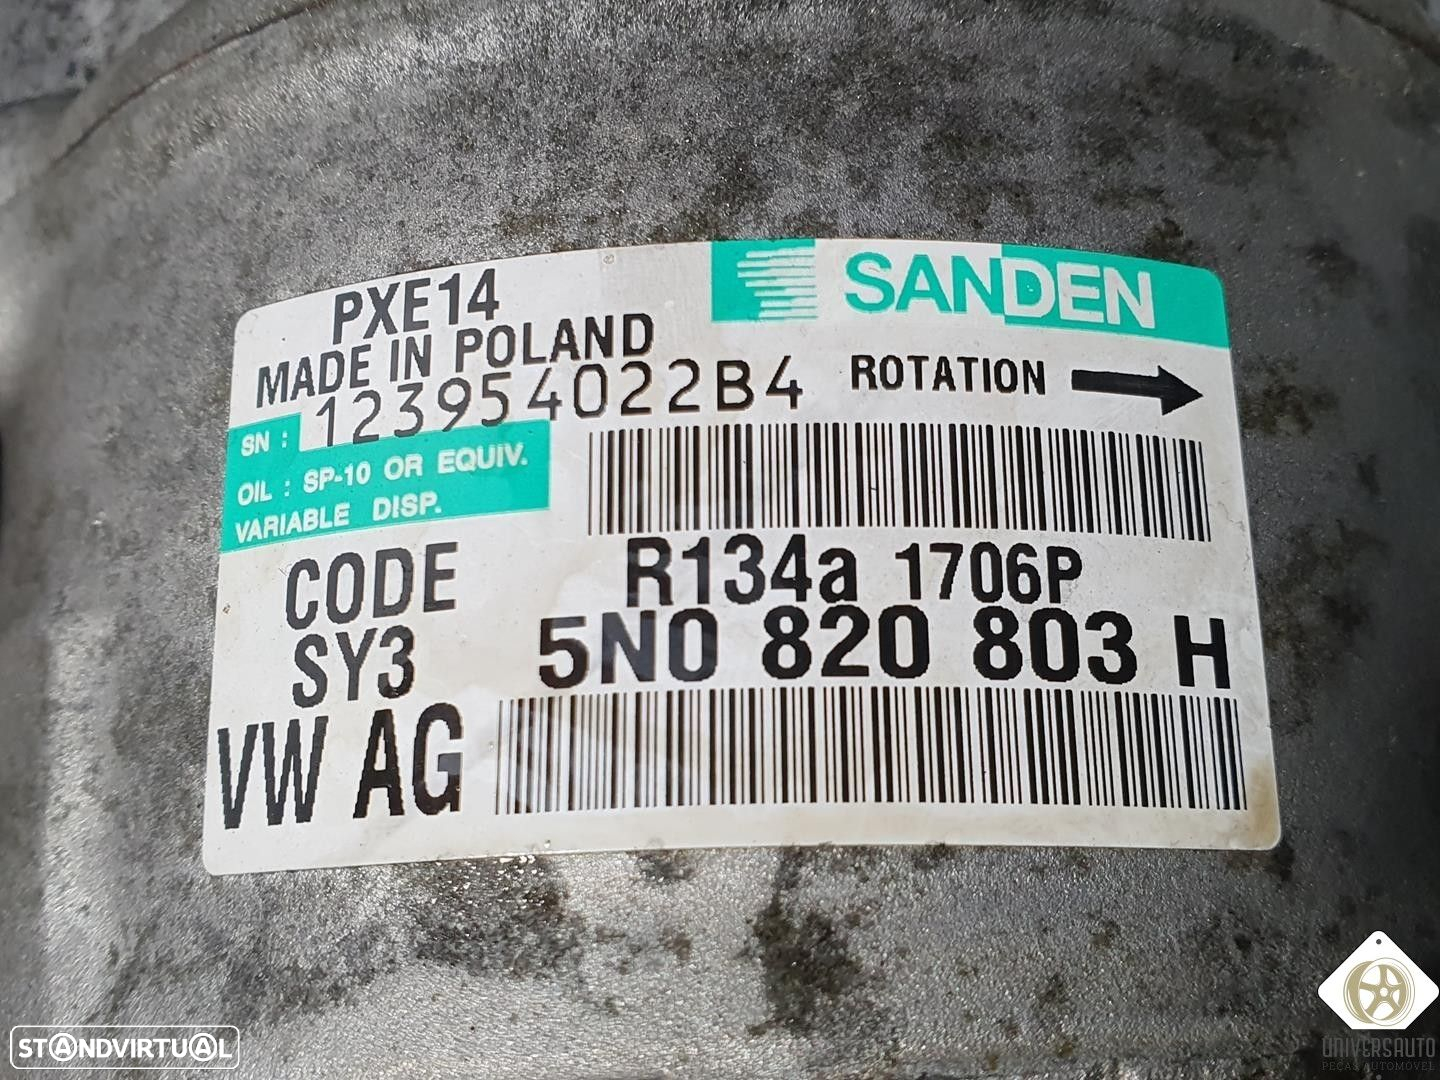 PXE14
SANDEN
MADE IN POLAND
ROTATION
SN : 123954022B4
OIL : SP-10 OR EQUIV.
VARIABLE DISP.
CODE
R134a 1706P
SY3
5N0 820 803 H
VW AG
STANDVIRTUAL
UNIVERSAUTO
PEÇAS AUTOMÓVEL